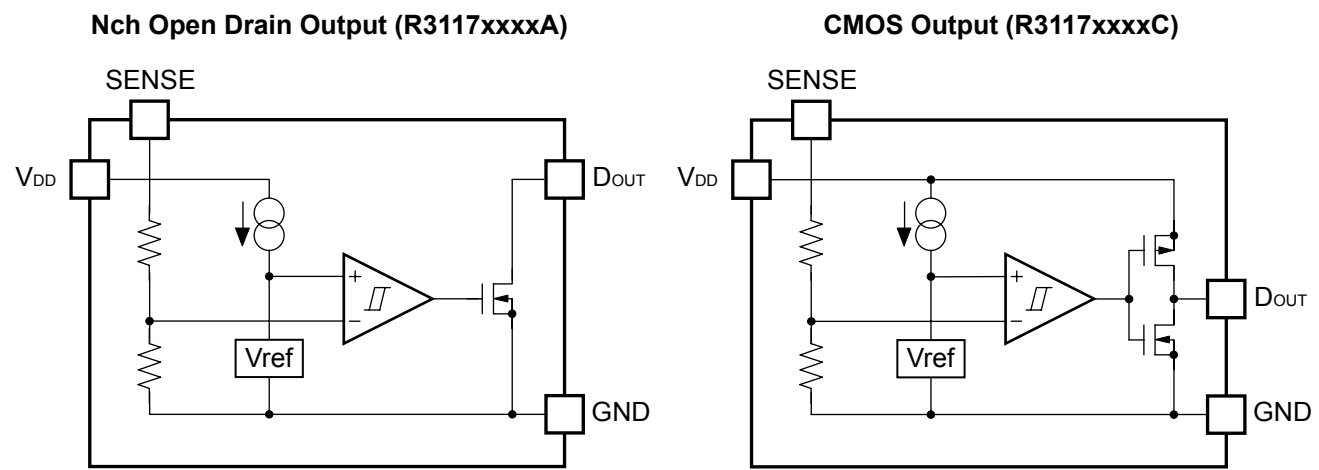 Nch Open Drain Output (R3117xxxxA)
SENSE
VDD
DOUT
+
−
Vref
GND
CMOS Output (R3117xxxxC)
SENSE
VDD
+
−
DOUT
Vref
GND